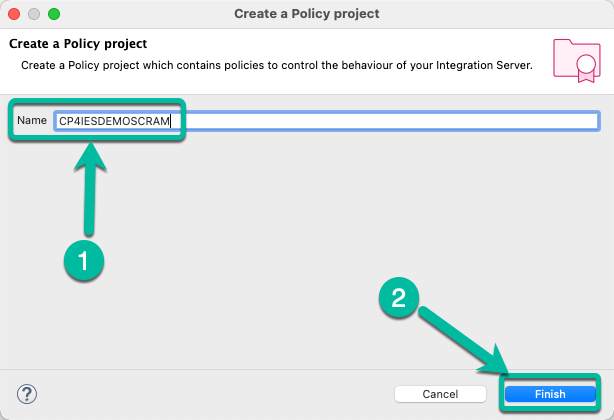 Create a Policy project
Create a Policy project
Create a Policy project which contains policies to control the behaviour of your Integration Server.
Name CP4IESDEMOSCRAM
1
2
? Cancel Finish